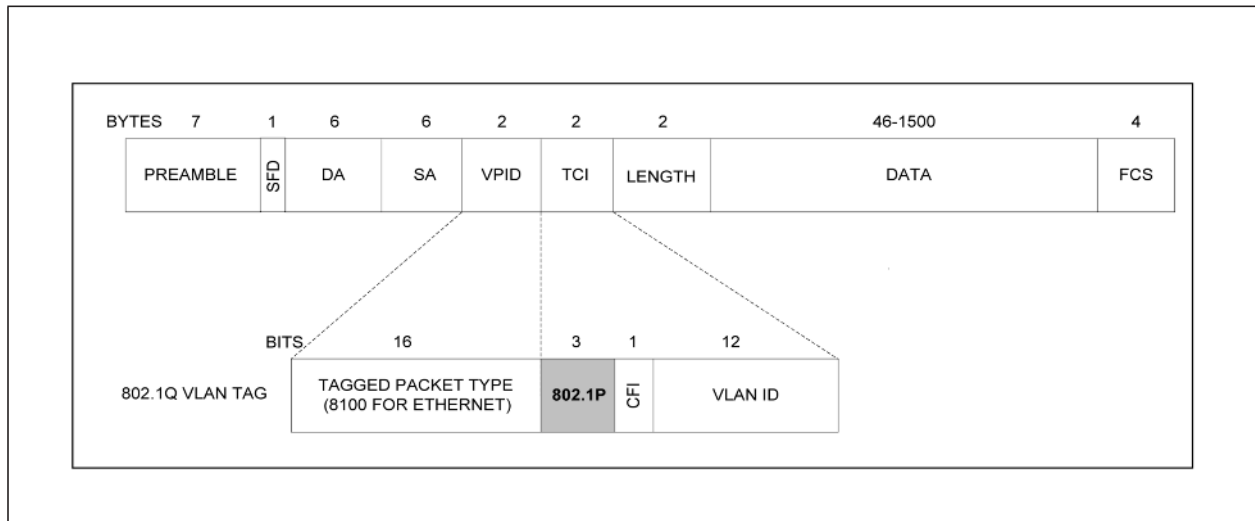 BYTES 7 1 6 6 2 2 2 46-1500 4
PREAMBLE SFD DA SA VPID TCI LENGTH DATA FCS
BITS 16 3 1 12
802.1Q VLAN TAG
TAGGED PACKET TYPE
(8100 FOR ETHERNET)
802.1P CFI VLAN ID